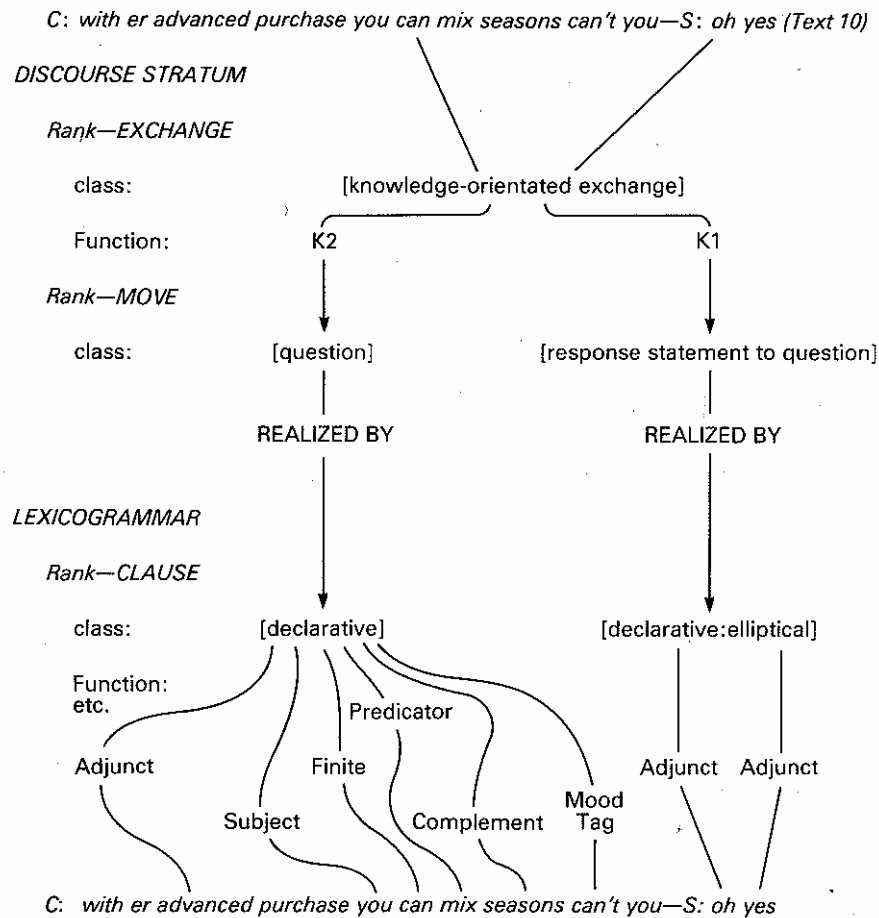 C: with er advanced purchase you can mix seasons can't you—S: oh yes (Text 10)
DISCOURSE STRATUM
Rank—EXCHANGE
class: [knowledge-orientated exchange]
Function: K2 K1
Rank—MOVE
class: [question] [response statement to question]
REALIZED BY REALIZED BY
LEXICOGRAMMAR
Rank—CLAUSE
class: [declarative] [declarative:elliptical]
Function:
etc.
Predicator
Adjunct Finite Adjunct Adjunct
Subject Complement Mood
Tag
C: with er advanced purchase you can mix seasons can't you—S: oh yes